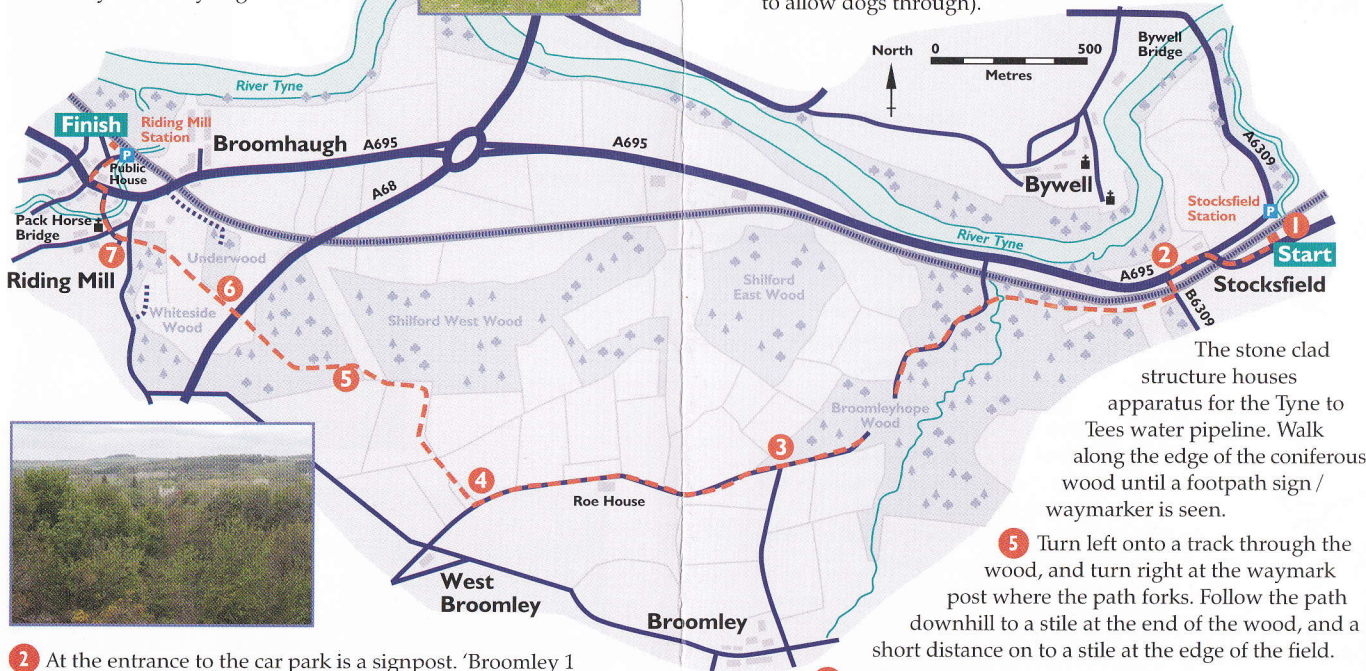 to allow dogs through).
North
0 500
Metres
Bywell
Bridge
River Tyne
Finish
Riding Mill
Station
P
Public
House
Broomhaugh
A695
A695
A68
A6309
Bywell
Stocksfield
Station
P
1
Start
Stocksfield
2
A695
B6309
River Tyne
Pack Horse
Bridge
7
Riding Mill
Underwood
6
Whiteside
Wood
Shilford West Wood
Shilford
East Wood
5
Broomleyhope
Wood
3
4
Roe House
West
Broomley
Broomley
The stone clad
structure houses
apparatus for the Tyne to
Tees water pipeline. Walk
along the edge of the coniferous
wood until a footpath sign /
waymarker is seen.
5 Turn left onto a track through the
wood, and turn right at the waymark
post where the path forks. Follow the path
downhill to a stile at the end of the wood, and a
short distance on to a stile at the edge of the field.
2 At the entrance to the car park is a signpost. ‘Broomley 1